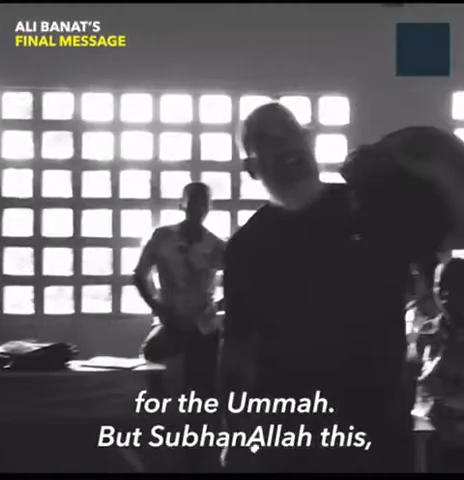 ALI BANAT'S
FINAL MESSAGE
for the Ummah.
But SubhanAllah this,